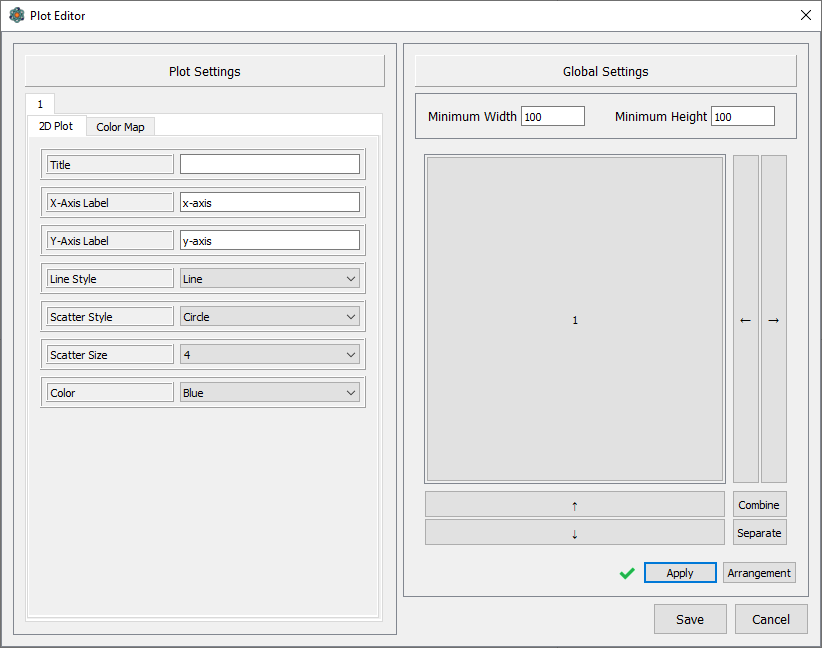 Plot Editor
Plot Settings
1
2D Plot Color Map
Title
X-Axis Label x-axis
Y-Axis Label y-axis
Line Style Line
Scatter Style Circle
Scatter Size 4
Color Blue
Global Settings
Minimum Width 100 Minimum Height 100
1 ← →
↑ Combine
↓ Separate
Apply Arrangement
Save Cancel